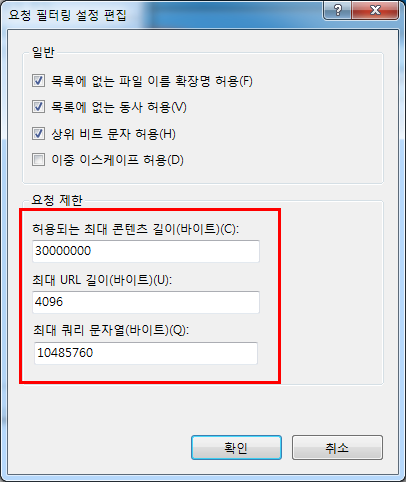 요청 필터링 설정 편집
일반
목록에 없는 파일 이름 확장명 허용(F)
목록에 없는 동사 허용(V)
상위 비트 문자 허용(H)
이중 이스케이프 허용(D)
요청 제한
허용되는 최대 콘텐츠 길이(바이트)(C):
30000000
최대 URL 길이(바이트)(U):
4096
최대 쿼리 문자열(바이트)(Q):
10485760
확인 취소